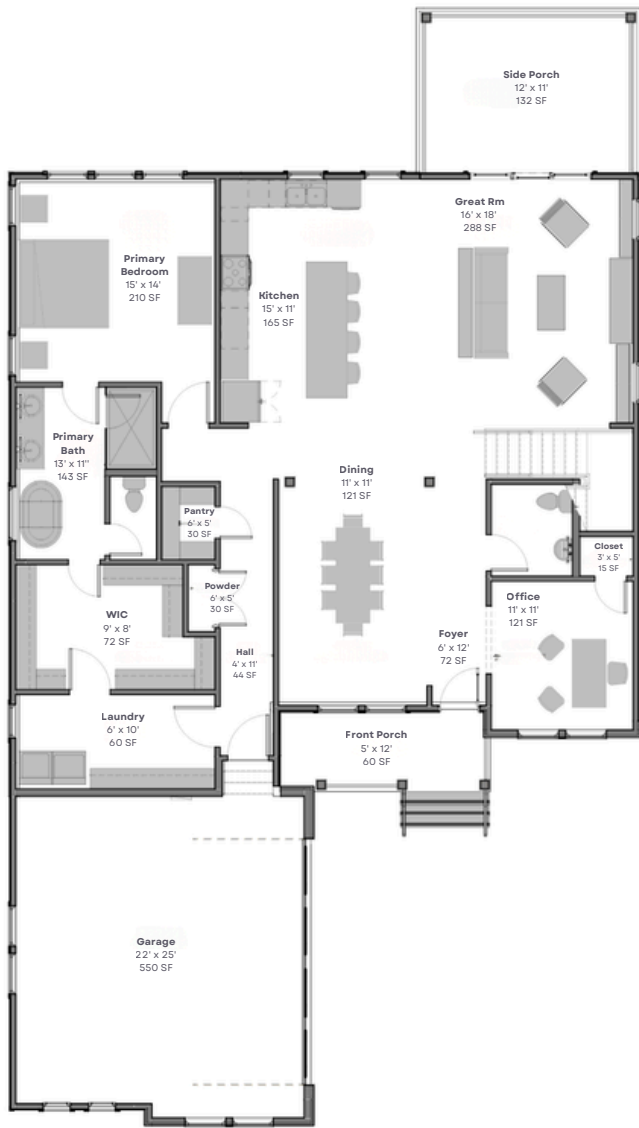 Side Porch
12' x 11'
132 SF
Great Rm
16' x 18'
288 SF
Primary
Bedroom
15' x 14'
210 SF
Kitchen
15' x 11'
165 SF
Primary
Bath
13' x 11"
143 SF
Dining
11' x 11'
121 SF
Pantry
6' x 5'
30 SF
Closet
3' x 5'
15 SF
Powder
6' x 5'
30 SF
Office
11' x 11'
121 SF
WIC
9' x 8'
72 SF
Foyer
6' x 12'
72 SF
Hall
4' x 11'
44 SF
Laundry
6' x 10'
60 SF
Front Porch
5' x 12'
60 SF
Garage
22' x 25'
550 SF